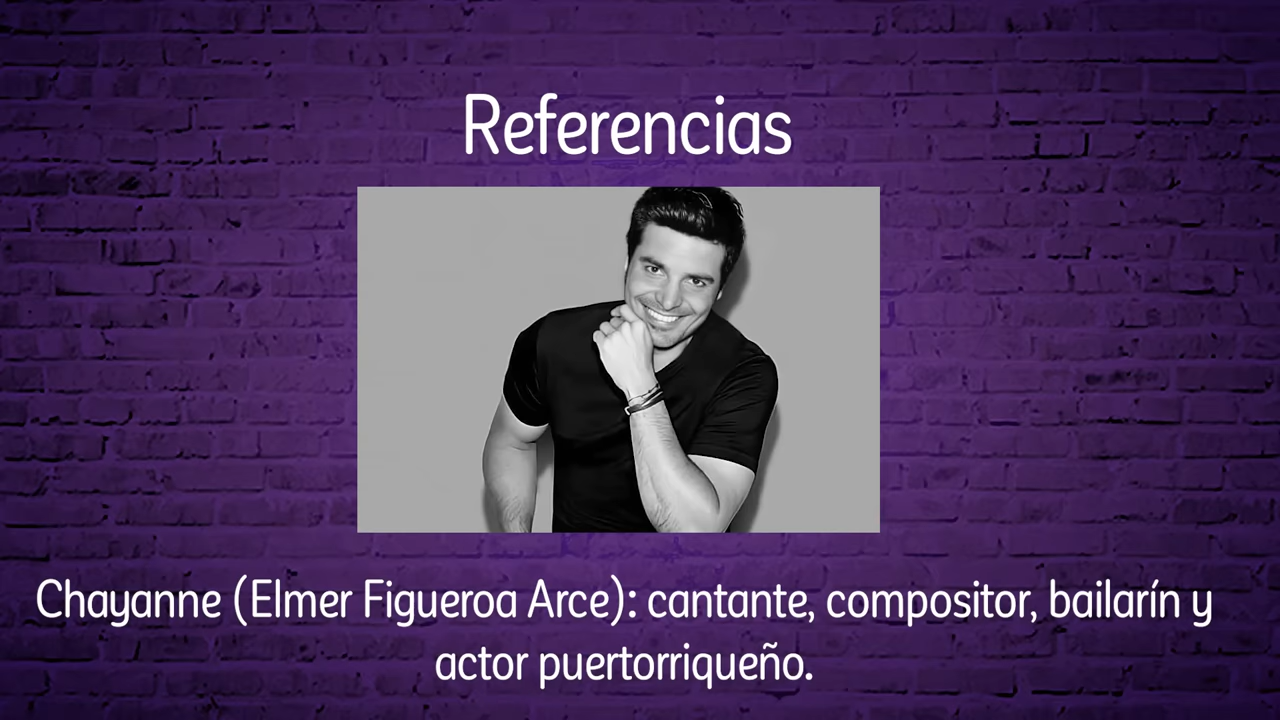 Referencias
Chayanne (Elmer Figueroa Arce): cantante, compositor, bailarín y
actor puertorriqueño.